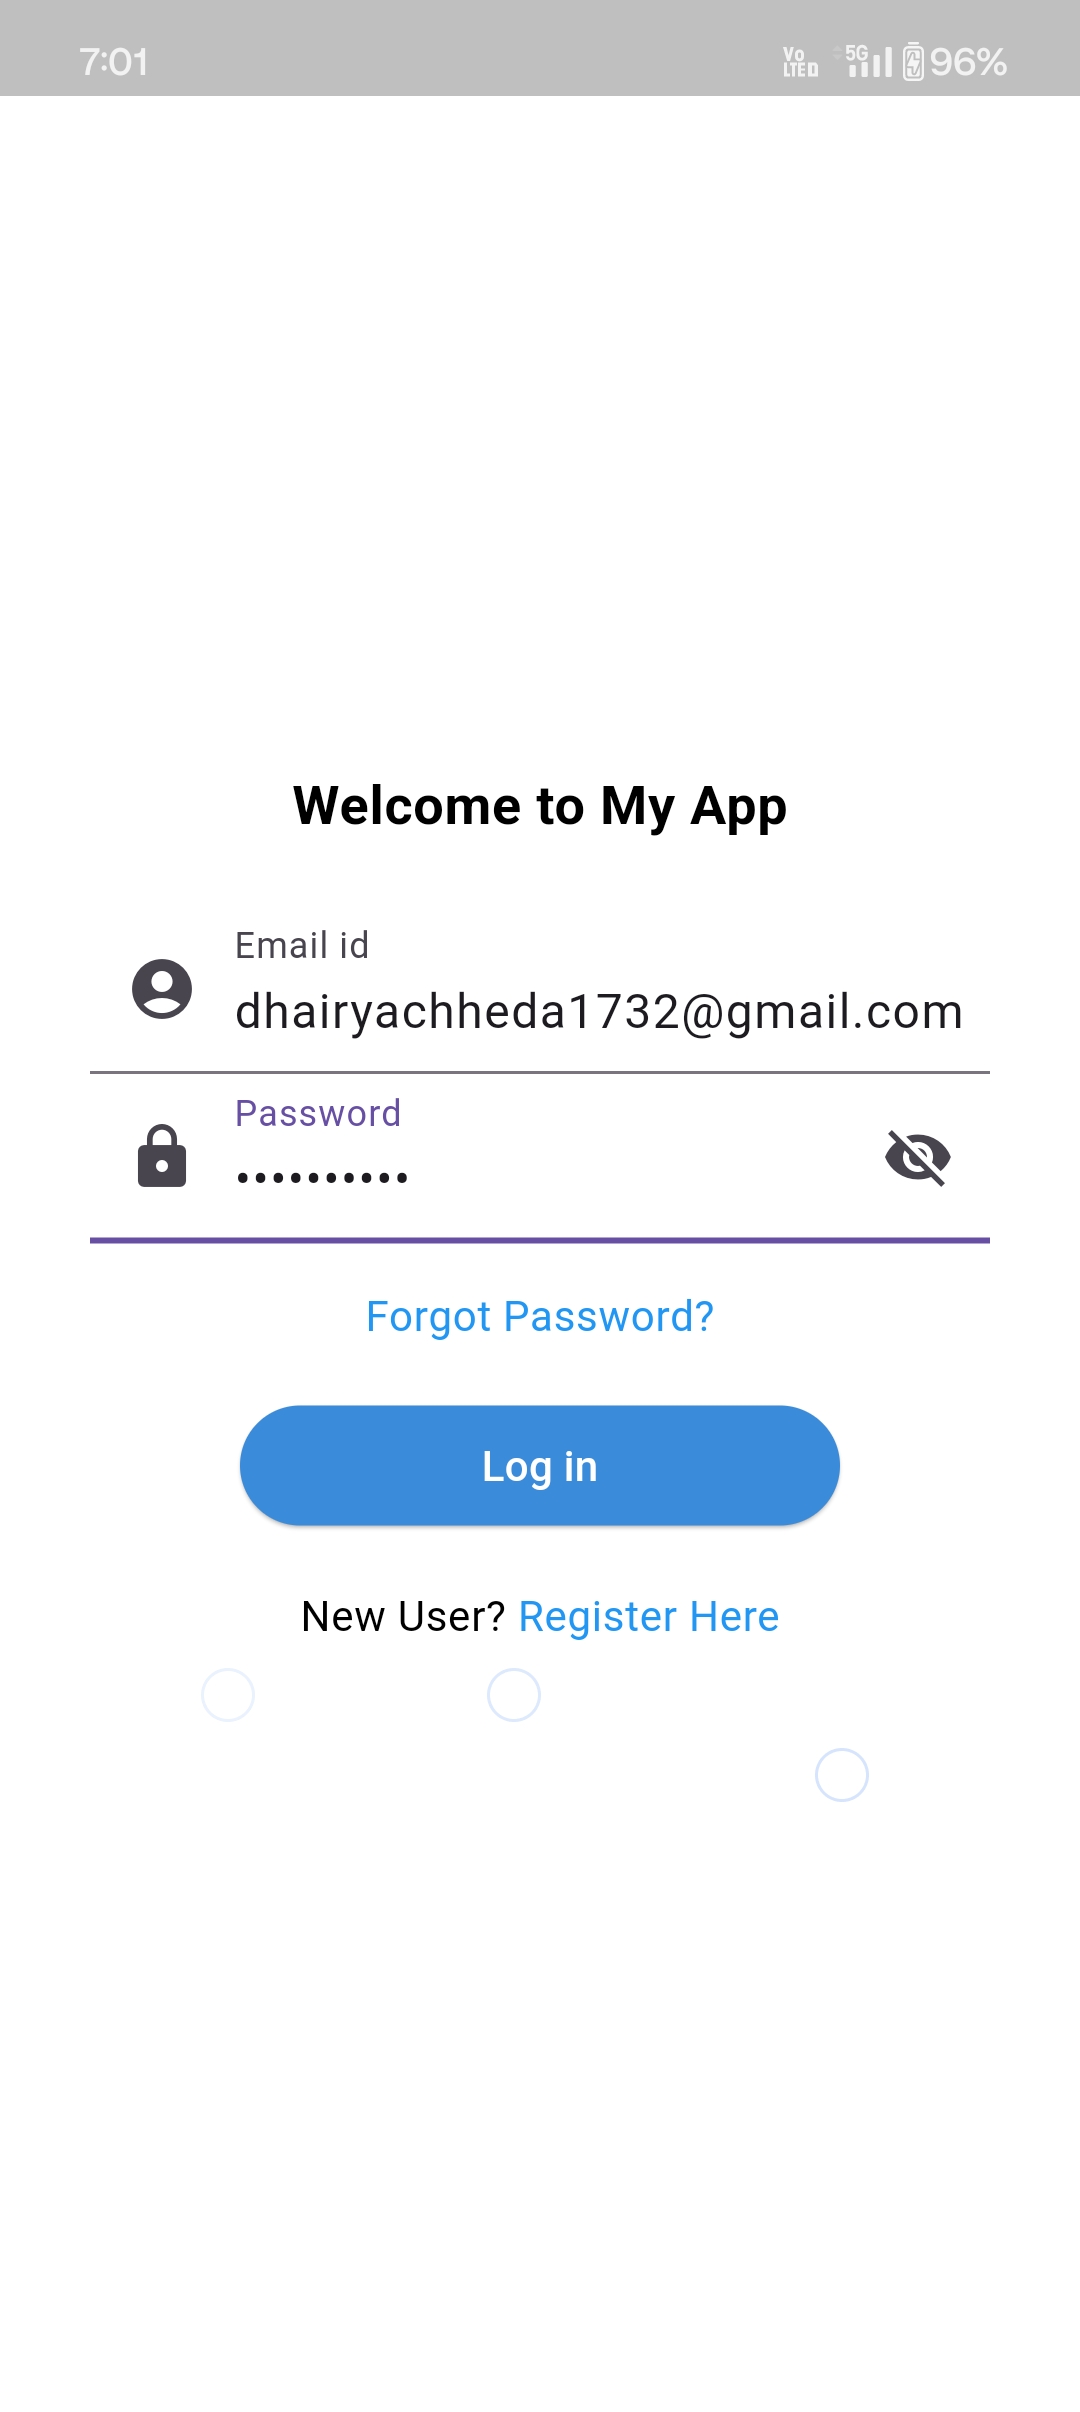 7:01 Vo LTE D 5G 96%
Welcome to My App
Email id
dhairyachheda1732@gmail.com
Password
••••••••••
Forgot Password?
Log in
New User? Register Here